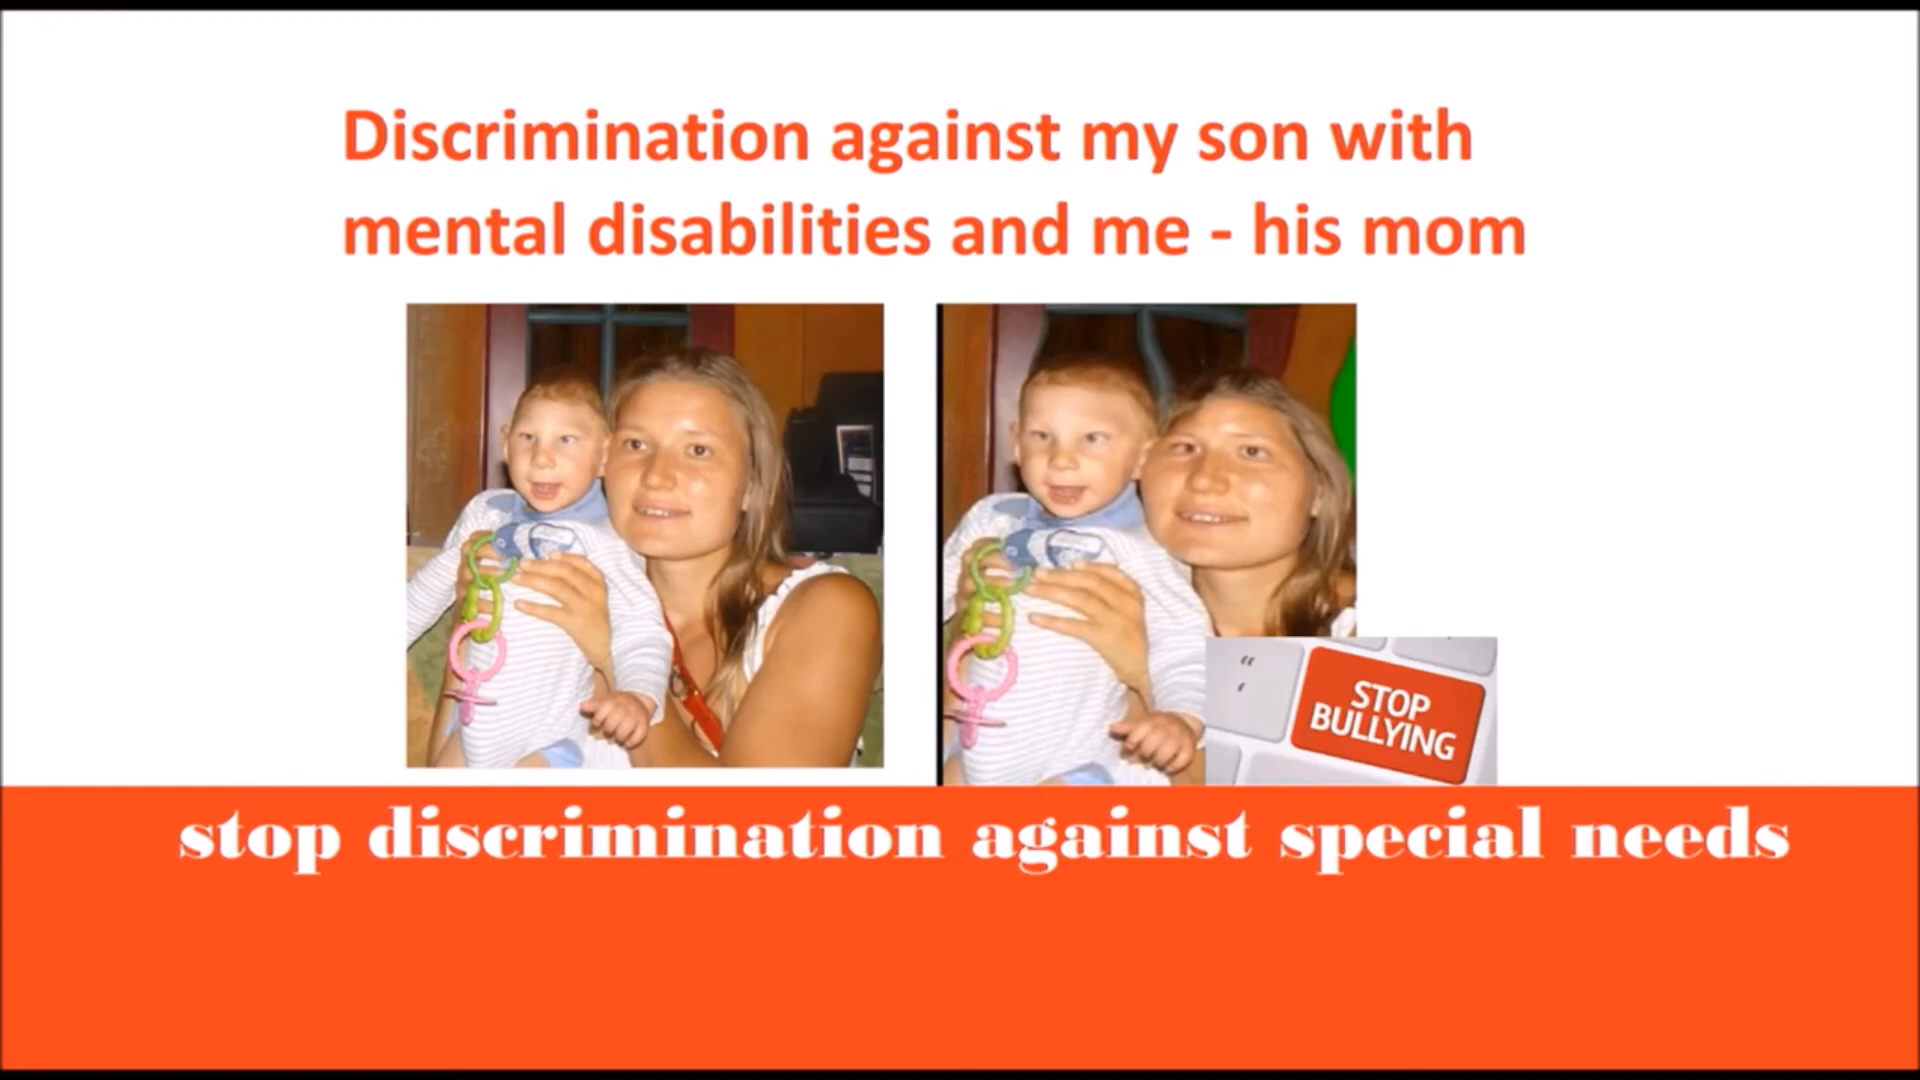 Discrimination against my son with
mental disabilities and me - his mom
STOP
BULLYING
stop discrimination against special needs